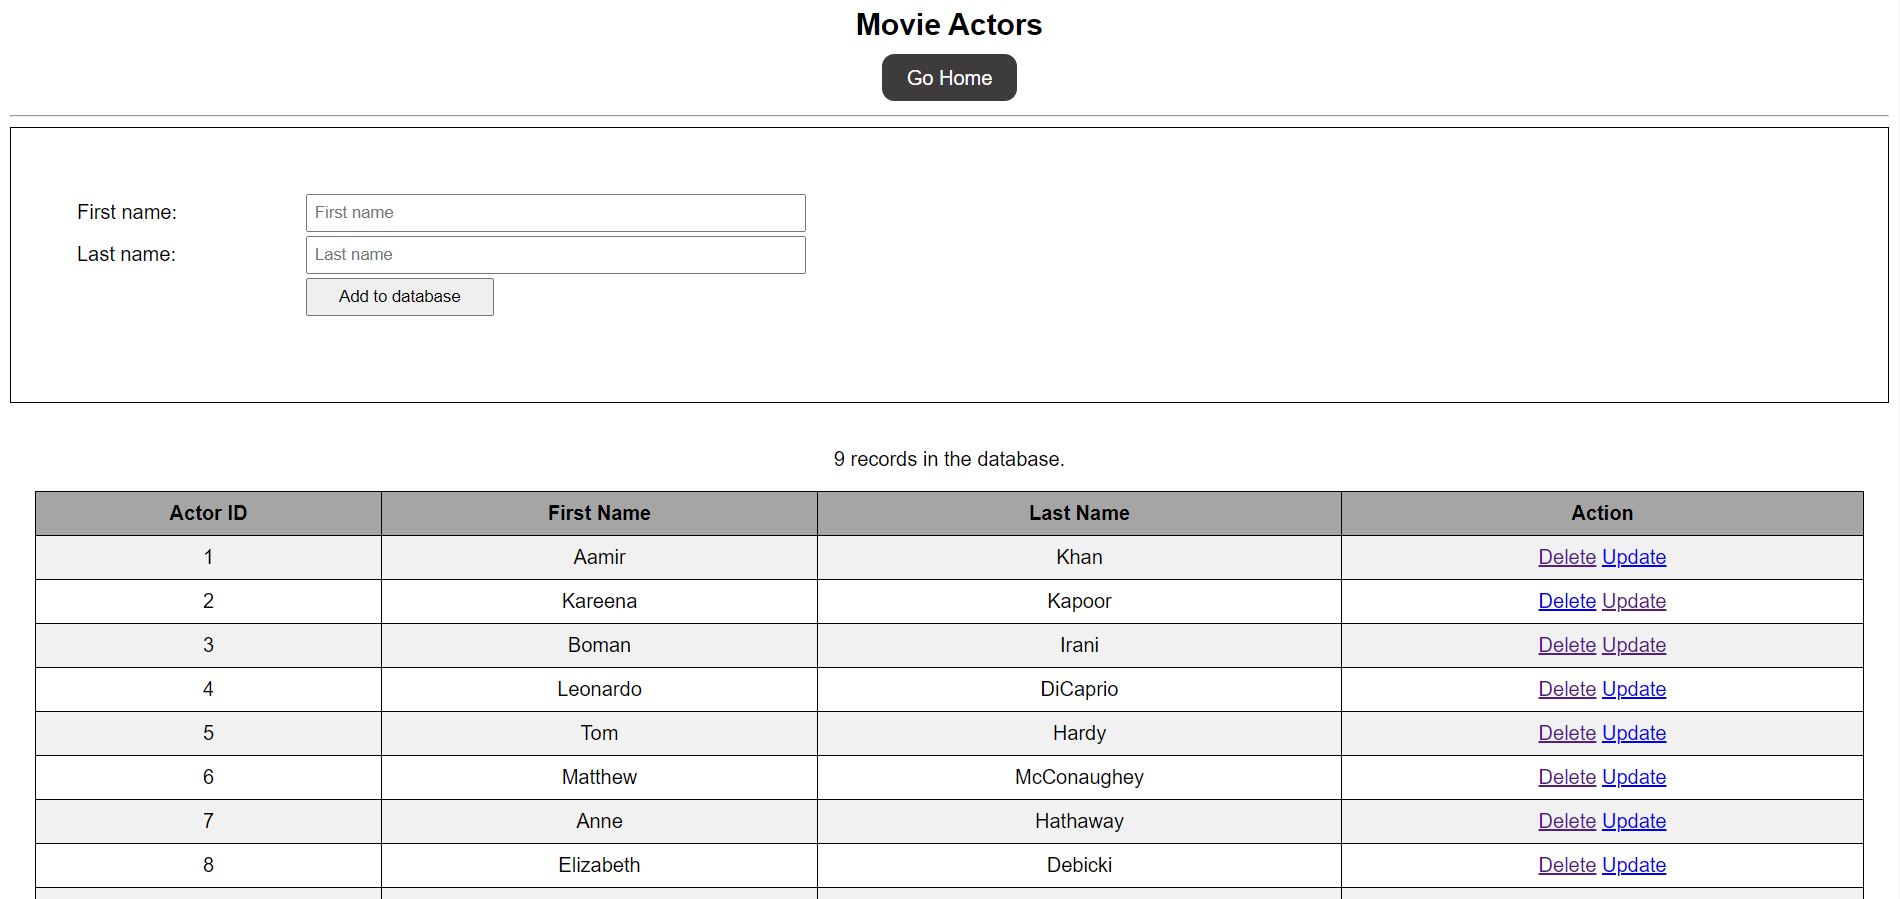 Movie Actors
Go Home
First name: First name
Last name: Last name
Add to database
9 records in the database.
Actor ID First Name Last Name Action
1 Aamir Khan Delete Update
2 Kareena Kapoor Delete Update
3 Boman Irani Delete Update
4 Leonardo DiCaprio Delete Update
5 Tom Hardy Delete Update
6 Matthew McConaughey Delete Update
7 Anne Hathaway Delete Update
8 Elizabeth Debicki Delete Update